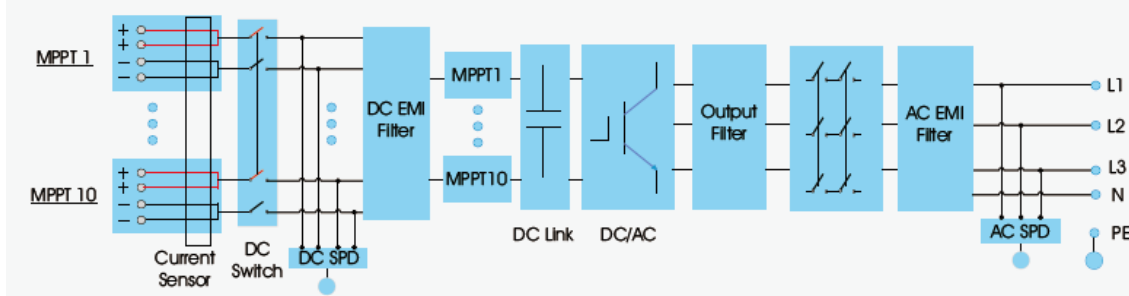 MPPT 1
+
+
−
−
MPPT 10
+
+
−
−
Current
Sensor
DC
Switch
DC SPD
DC EMI
Filter
MPPT1
MPPT10
DC Link
DC/AC
Output
Filter
AC EMI
Filter
AC SPD
L1
L2
L3
N
PE